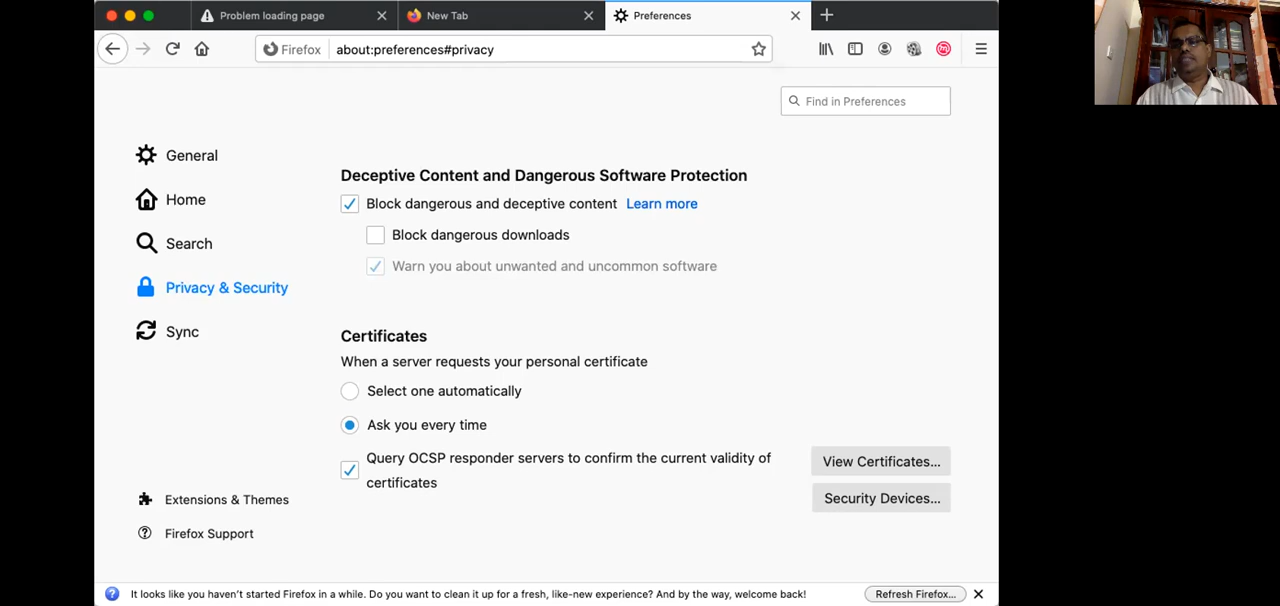 Problem loading page
New Tab
Preferences
Firefox
about:preferences#privacy
Find in Preferences
General
Home
Search
Privacy & Security
Sync
Extensions & Themes
Firefox Support
Deceptive Content and Dangerous Software Protection
Block dangerous and deceptive content Learn more
Block dangerous downloads
Warn you about unwanted and uncommon software
Certificates
When a server requests your personal certificate
Select one automatically
Ask you every time
Query OCSP responder servers to confirm the current validity of
certificates
View Certificates...
Security Devices...
It looks like you haven't started Firefox in a while. Do you want to clean it up for a fresh, like-new experience? And by the way, welcome back!
Refresh Firefox...